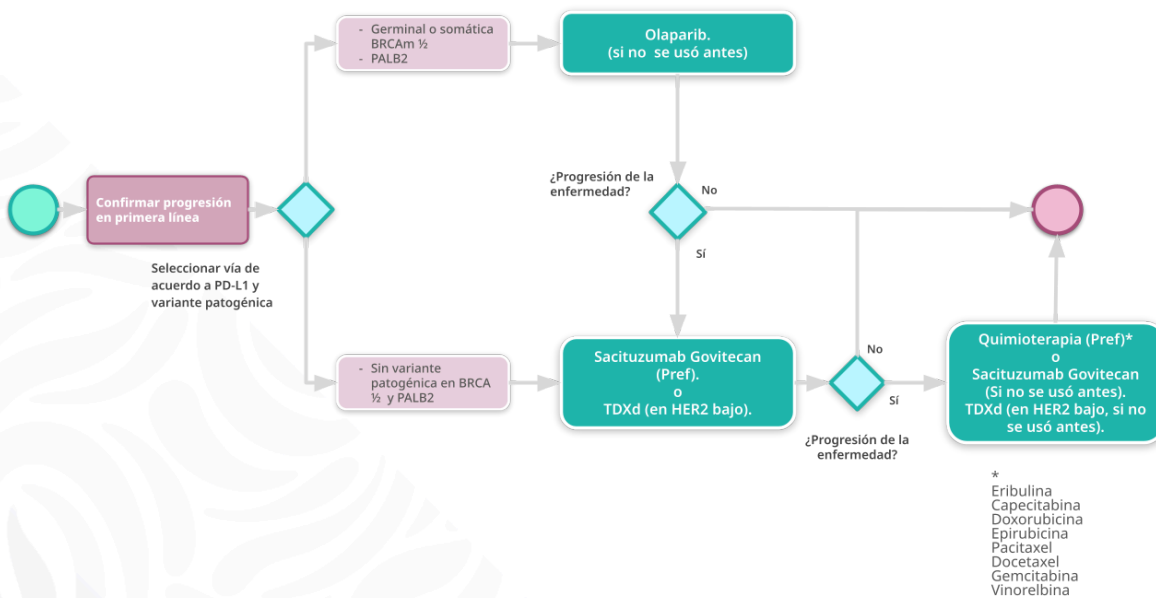 - Germinal o somática
BRCAm ½
- PALB2
Olaparib.
(si no se usó antes)
¿Progresión de la
enfermedad?
No
Sí
Confirmar progresión
en primera línea
Seleccionar vía de
acuerdo a PD-L1 y
variante patogénica
- Sin variante
patogénica en BRCA
½ y PALB2
Sacituzumab Govitecan
(Pref).
o
TDXd (en HER2 bajo).
No
Sí
¿Progresión de la
enfermedad?
Quimioterapia (Pref)*
o
Sacituzumab Govitecan
(Si no se usó antes).
TDXd (en HER2 bajo, si no
se usó antes).
*
Eribulina
Capecitabina
Doxorubicina
Epirubicina
Pacitaxel
Docetaxel
Gemcitabina
Vinorelbina